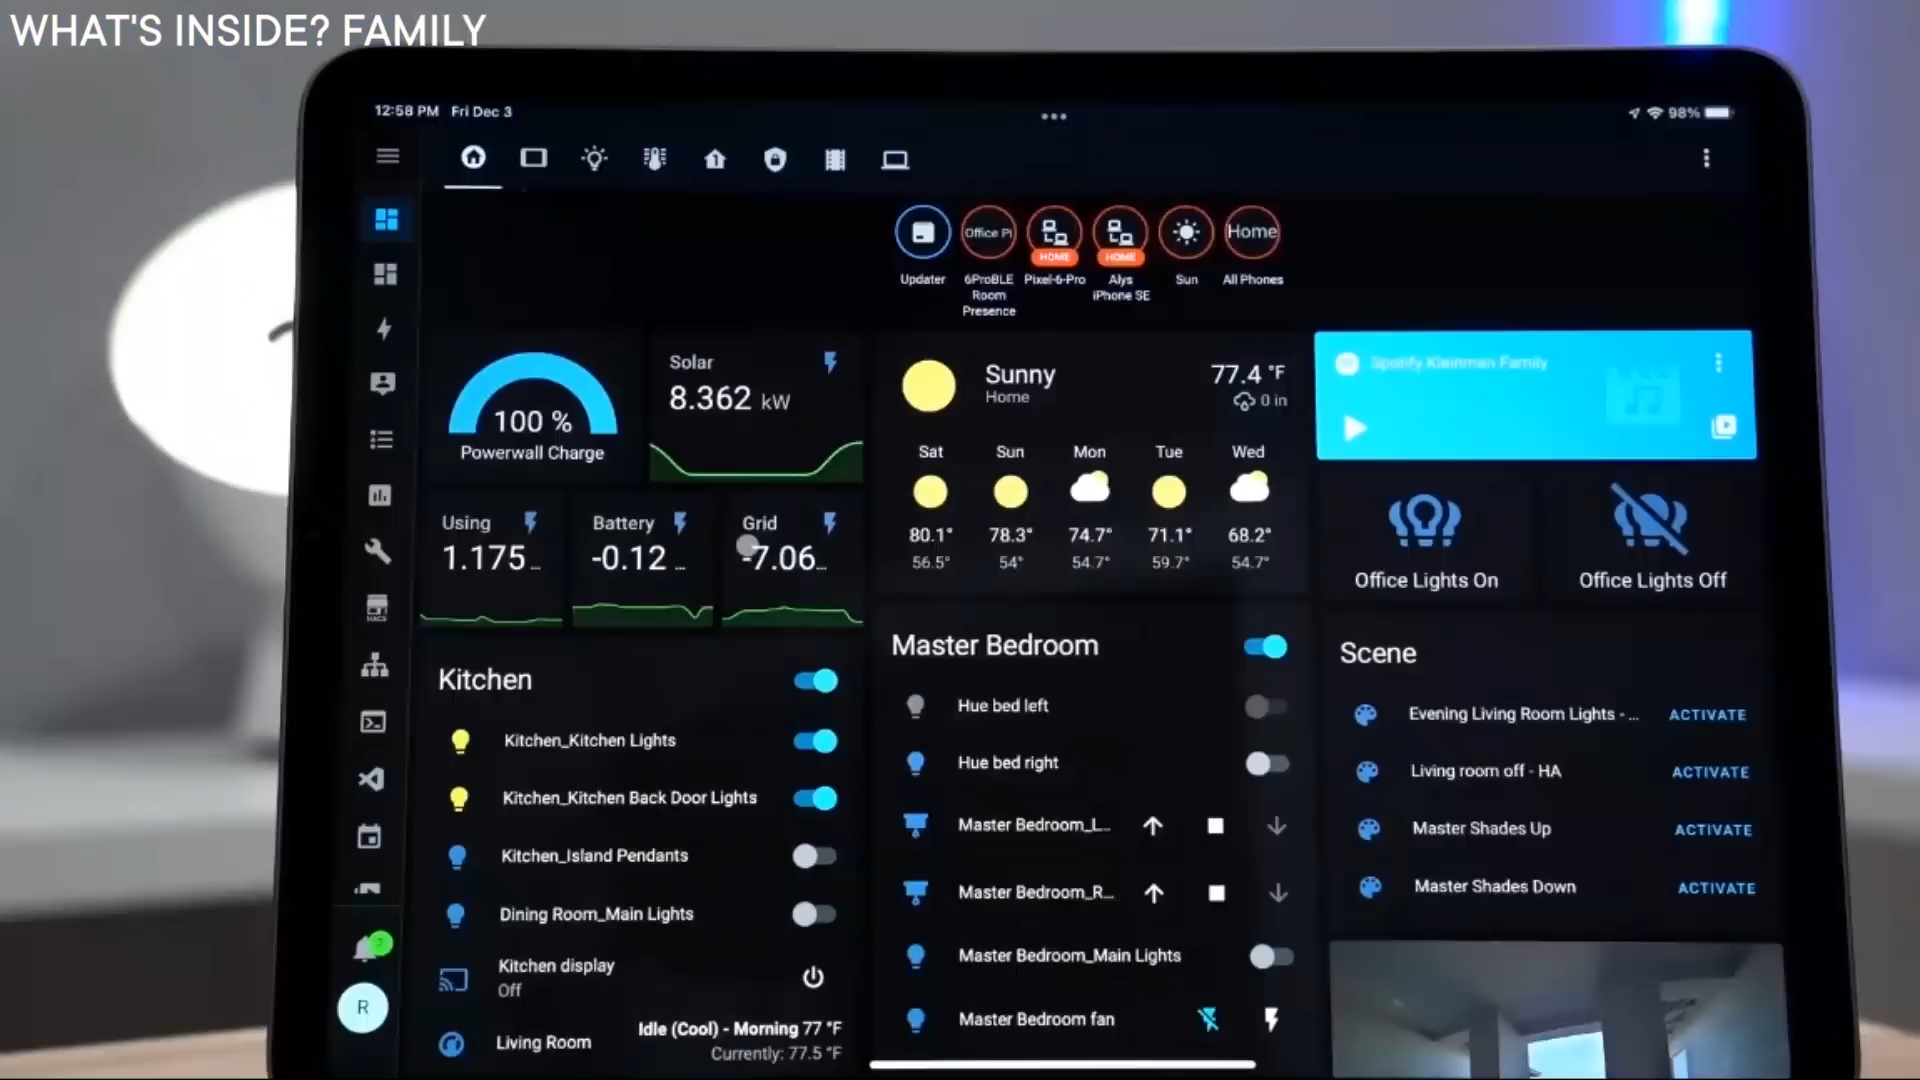 WHAT'S INSIDE? FAMILY
12:58 PM Fri Dec 3
98%
Office Pi
HOME
HOME
Home
Updater
6ProBLE
Room
Presence
Pixel-6-Pro
Alys
iPhone SE
Sun
All Phones
100 %
Powerwall Charge
Solar
8.362 kW
Using
1.175...
Battery
-0.12 ...
Grid
-7.06...
Sunny
Home
77.4 °F
0 in
Sat Sun Mon Tue Wed
80.1° 78.3° 74.7° 71.1° 68.2°
56.5° 54° 54.7° 59.7° 54.7°
Spotify Kleinman Family
Office Lights On
Office Lights Off
Kitchen
Kitchen_Kitchen Lights
Kitchen_Kitchen Back Door Lights
Kitchen_Island Pendants
Dining Room_Main Lights
Kitchen display
Off
Living Room
Idle (Cool) - Morning 77 °F
Currently: 77.5 °F
Master Bedroom
Hue bed left
Hue bed right
Master Bedroom_L...
Master Bedroom_R...
Master Bedroom_Main Lights
Master Bedroom fan
Scene
Evening Living Room Lights - ... ACTIVATE
Living room off - HA ACTIVATE
Master Shades Up ACTIVATE
Master Shades Down ACTIVATE
HACS
R